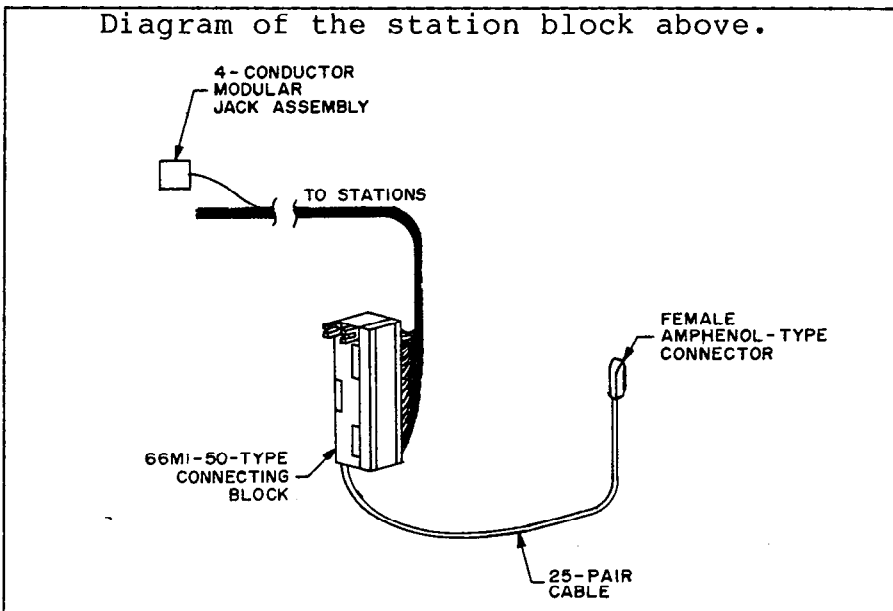 Diagram of the station block above.
4-CONDUCTOR
MODULAR
JACK ASSEMBLY
TO STATIONS
FEMALE
AMPHENOL-TYPE
CONNECTOR
66MI-50-TYPE
CONNECTING
BLOCK
25-PAIR
CABLE